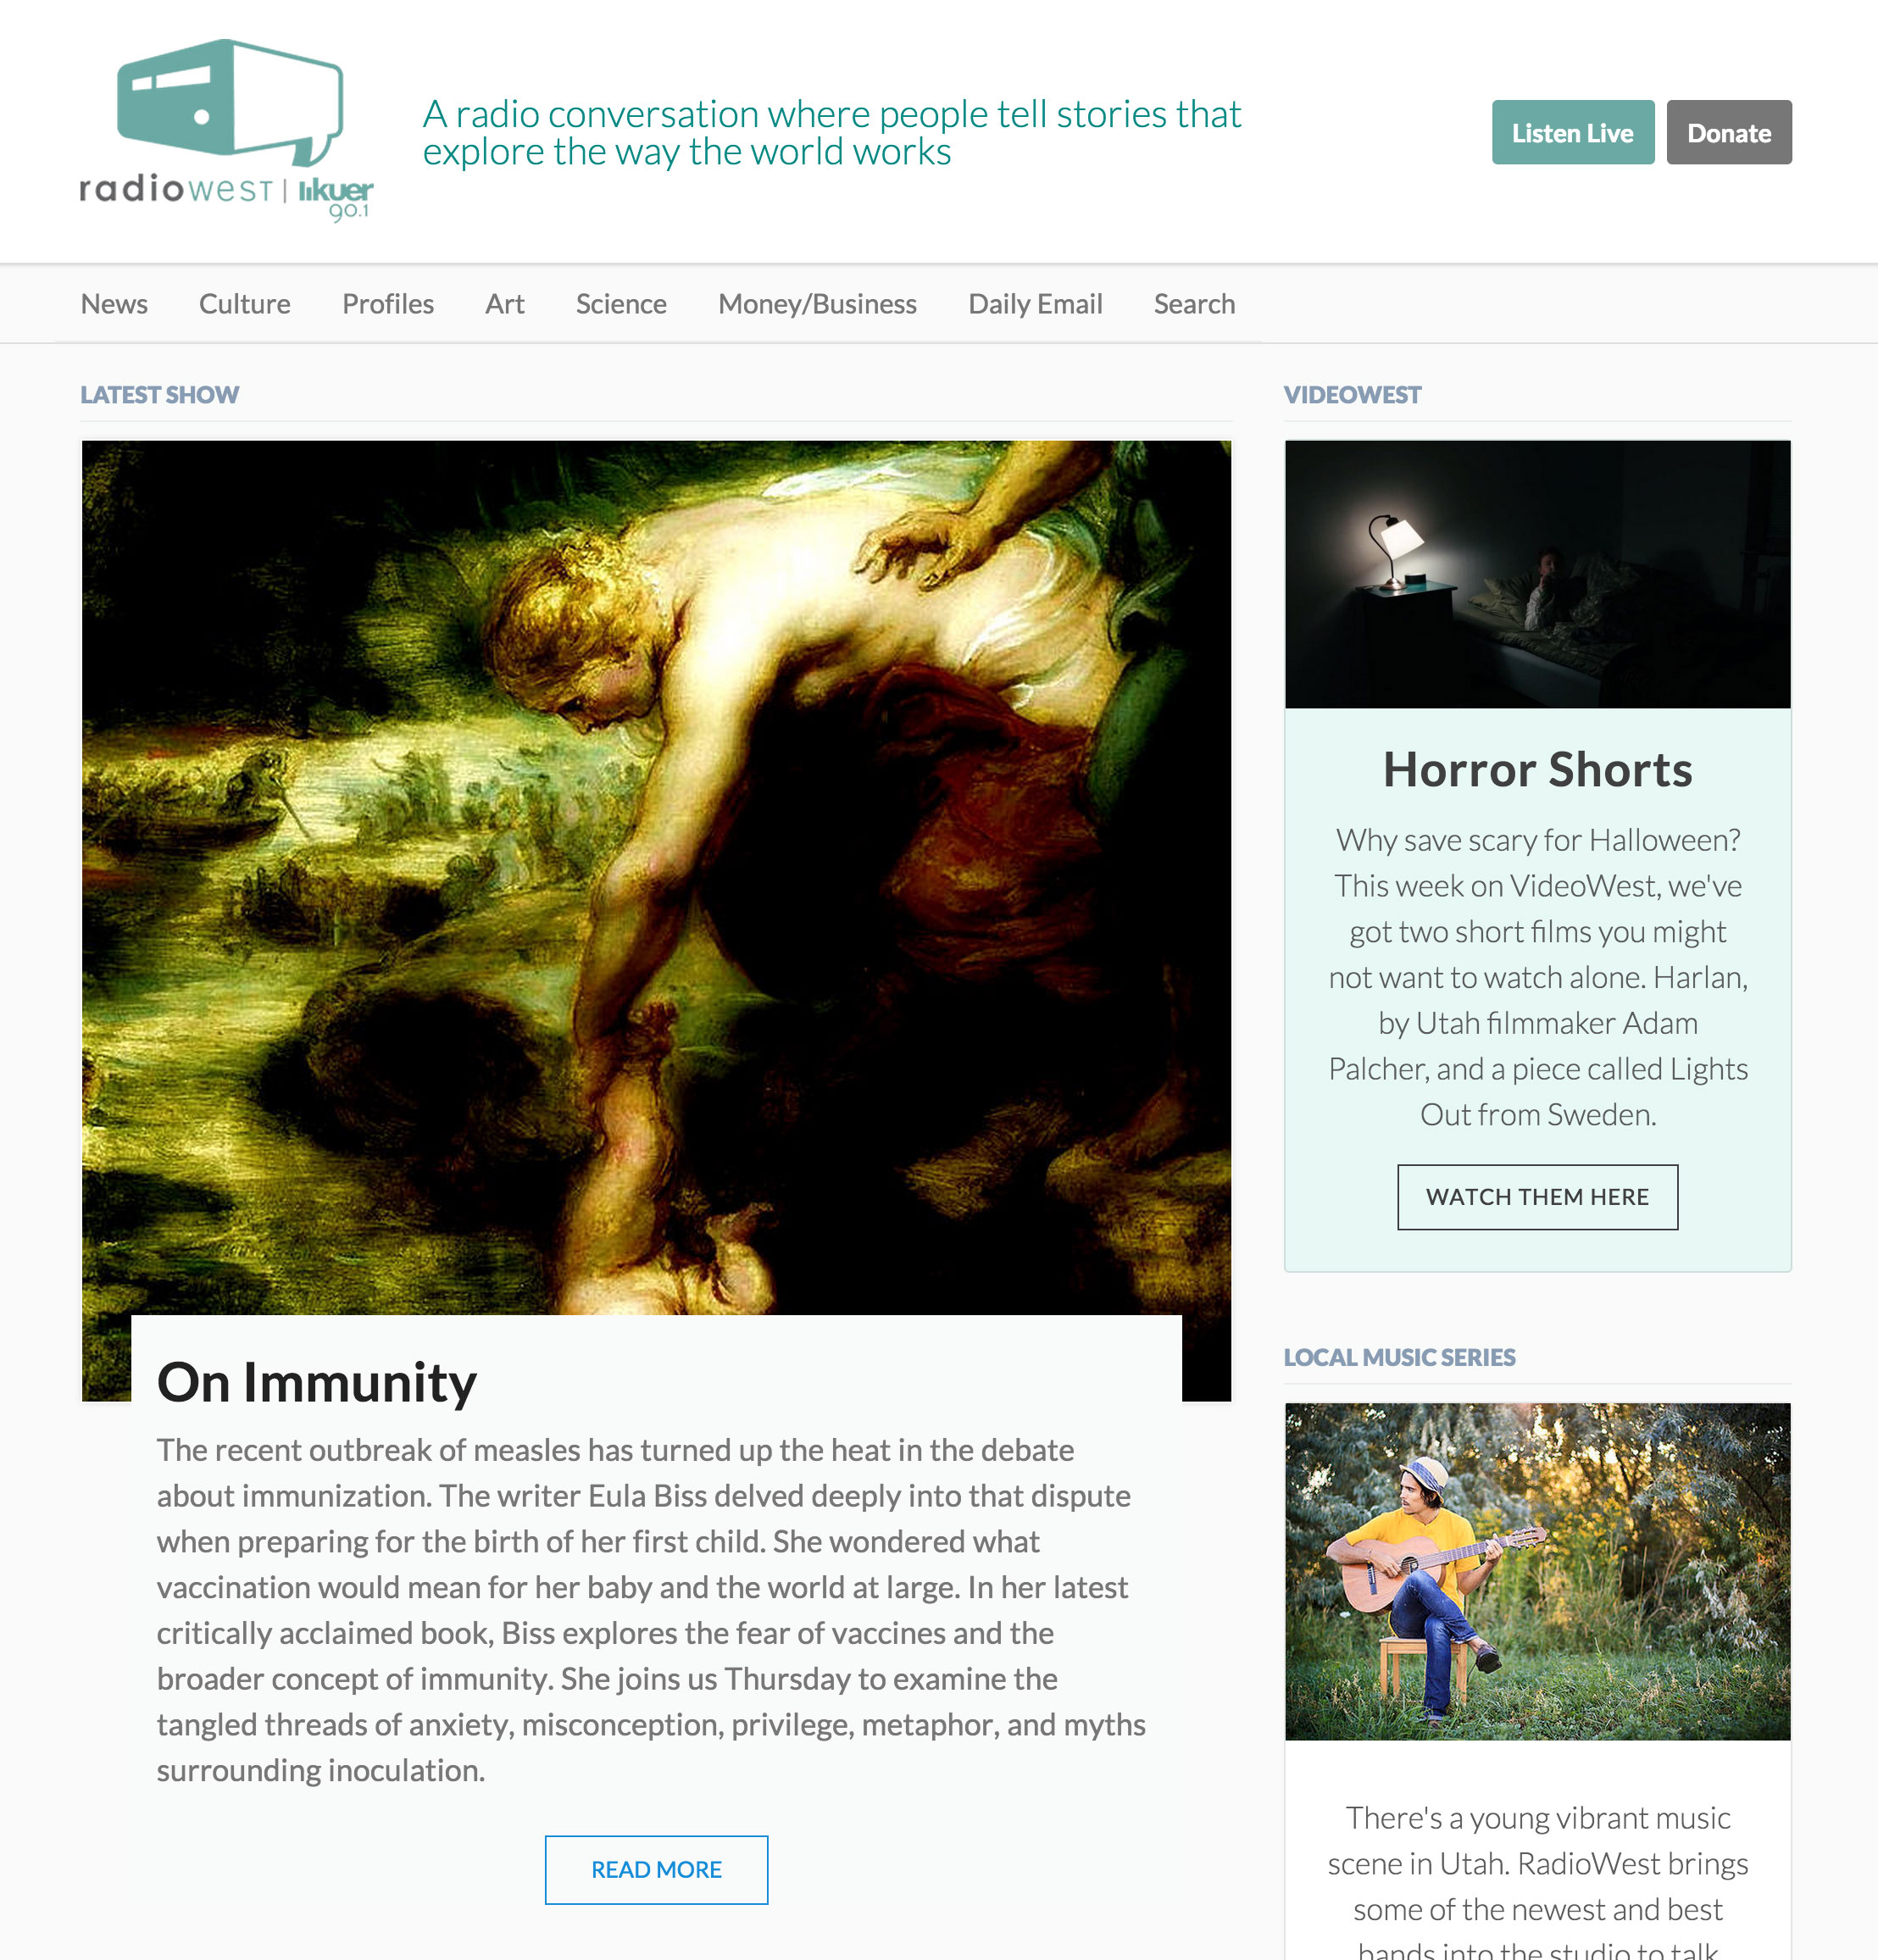 radiowest | kuer
90.1
A radio conversation where people tell stories that
explore the way the world works
Listen Live
Donate
News
Culture
Profiles
Art
Science
Money/Business
Daily Email
Search
LATEST SHOW
On Immunity
The recent outbreak of measles has turned up the heat in the debate
about immunization. The writer Eula Biss delved deeply into that dispute
when preparing for the birth of her first child. She wondered what
vaccination would mean for her baby and the world at large. In her latest
critically acclaimed book, Biss explores the fear of vaccines and the
broader concept of immunity. She joins us Thursday to examine the
tangled threads of anxiety, misconception, privilege, metaphor, and myths
surrounding inoculation.
READ MORE
VIDEOWEST
Horror Shorts
Why save scary for Halloween?
This week on VideoWest, we've
got two short films you might
not want to watch alone. Harlan,
by Utah filmmaker Adam
Palcher, and a piece called Lights
Out from Sweden.
WATCH THEM HERE
LOCAL MUSIC SERIES
There's a young vibrant music
scene in Utah. RadioWest brings
some of the newest and best
bands into the studio to talk